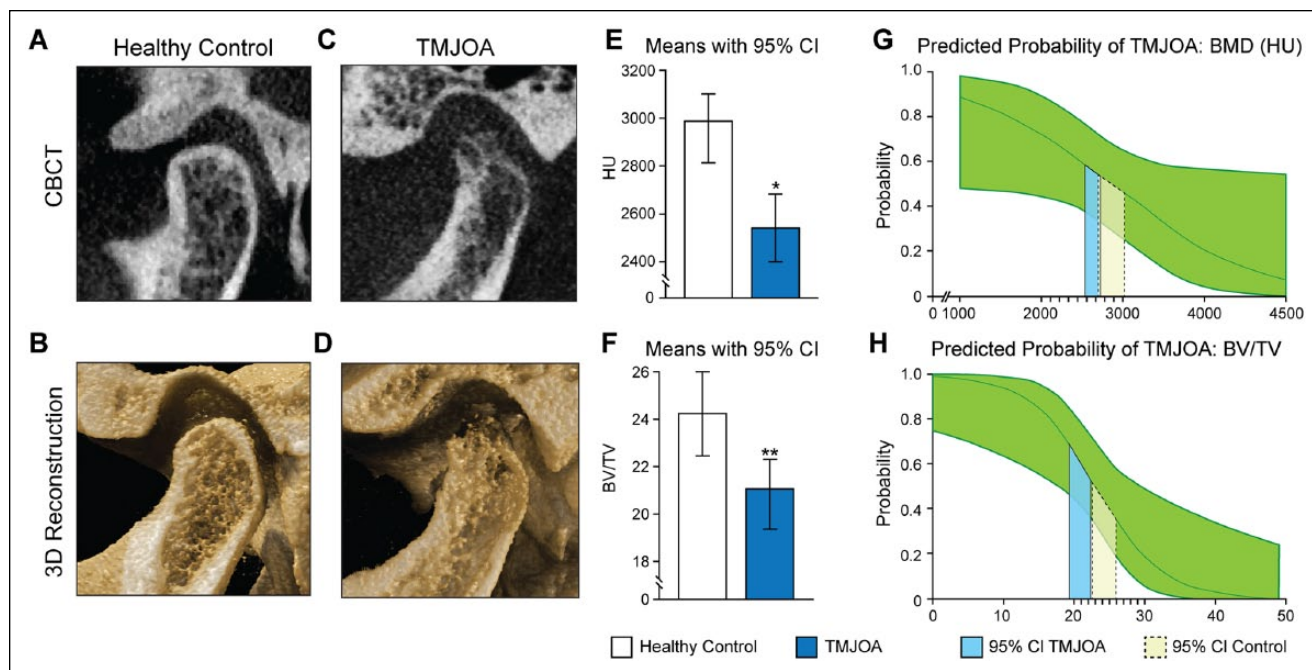 A
Healthy Control
C
TMJOA
CBCT
B
D
3D Reconstruction
E
Means with 95% CI
HU
3200
3000
2800
2600
2400
0
*
F
Means with 95% CI
BV/TV
26
24
22
20
18
0
**
G
Predicted Probability of TMJOA: BMD (HU)
Probability
1.0
0.8
0.6
0.4
0.2
0 1000 2000 3000 4000 4500
H
Predicted Probability of TMJOA: BV/TV
Probability
1.0
0.8
0.6
0.4
0.2
0 10 20 30 40 50
Healthy Control TMJOA 95% CI TMJOA 95% CI Control